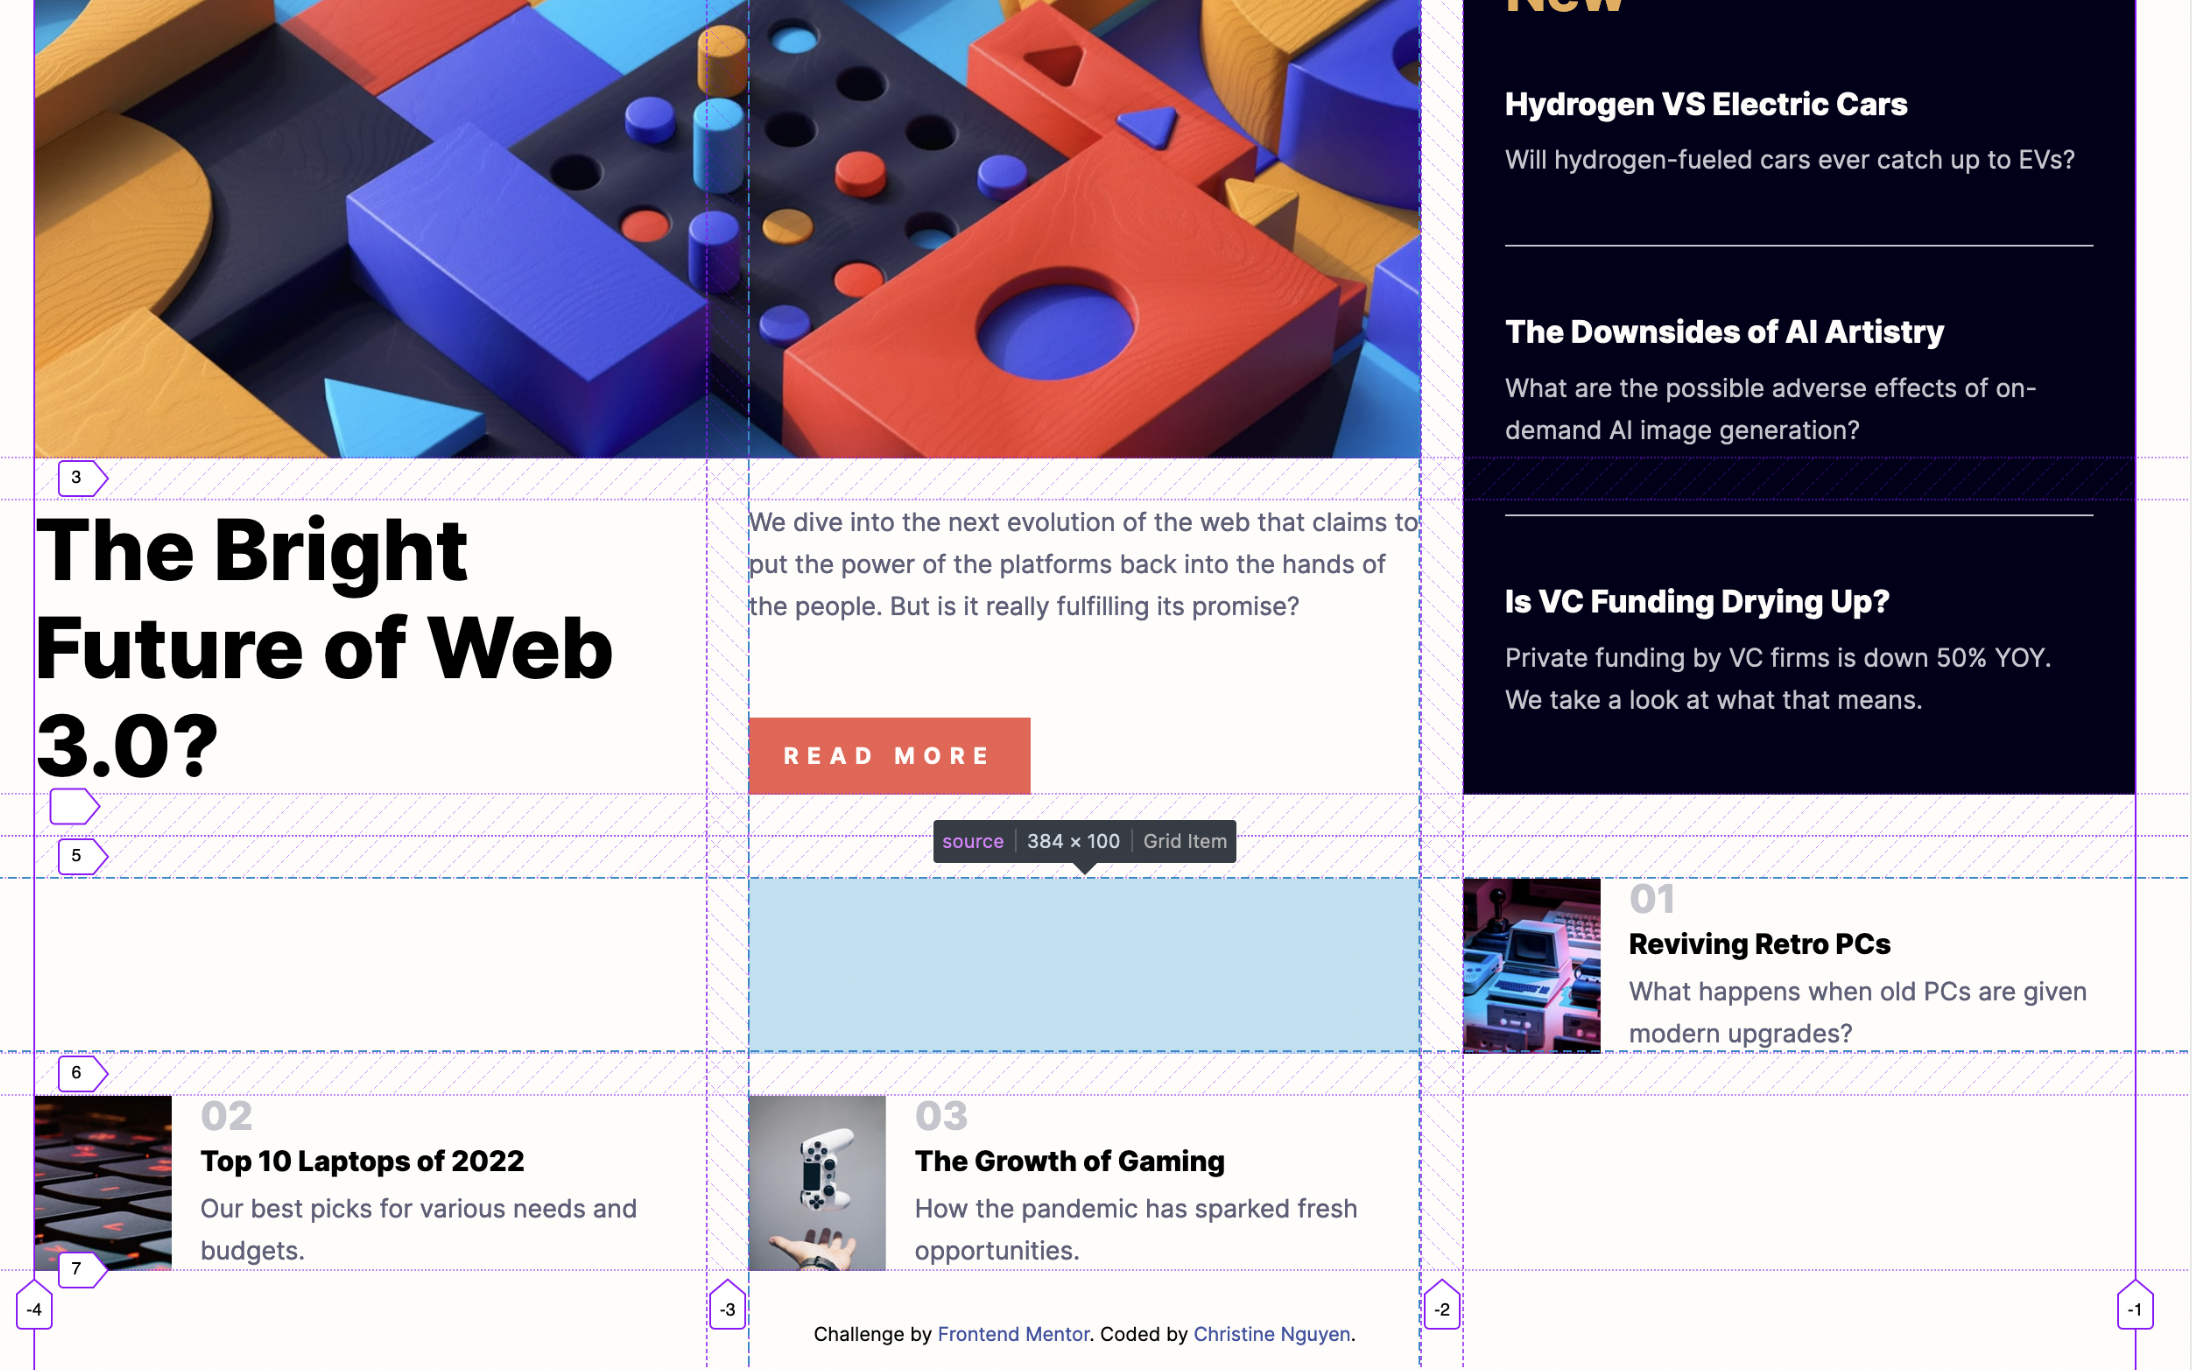 New
Hydrogen VS Electric Cars
Will hydrogen-fueled cars ever catch up to EVs?
The Downsides of AI Artistry
What are the possible adverse effects of on-
demand AI image generation?
3
The Bright
Future of Web
3.0?
We dive into the next evolution of the web that claims to
put the power of the platforms back into the hands of
the people. But is it really fulfilling its promise?
READ MORE
Is VC Funding Drying Up?
Private funding by VC firms is down 50% YOY.
We take a look at what that means.
source 384 × 100 Grid Item
5
01
Reviving Retro PCs
What happens when old PCs are given
modern upgrades?
6
02
Top 10 Laptops of 2022
Our best picks for various needs and
budgets.
03
The Growth of Gaming
How the pandemic has sparked fresh
opportunities.
7
-4
-3
-2
-1
Challenge by Frontend Mentor. Coded by Christine Nguyen.